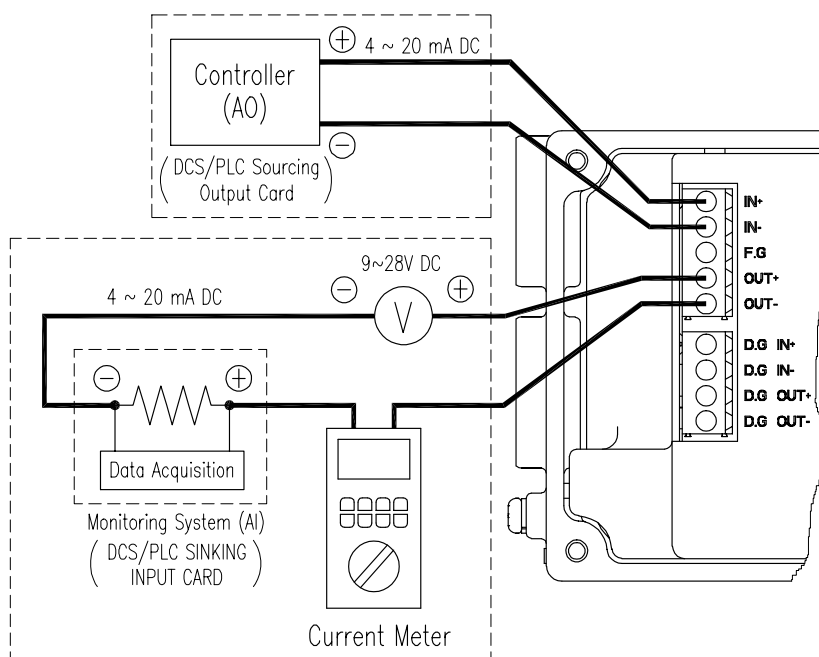 4 ~ 20 mA DC
Controller
(AO)
(DCS/PLC Sourcing
Output Card)
IN+
IN-
F.G
OUT+
OUT-
D.G IN+
D.G IN-
D.G OUT+
D.G OUT-
9~28V DC
4 ~ 20 mA DC
V
Data Acquisition
Monitoring System (AI)
(DCS/PLC SINKING
INPUT CARD)
Current Meter